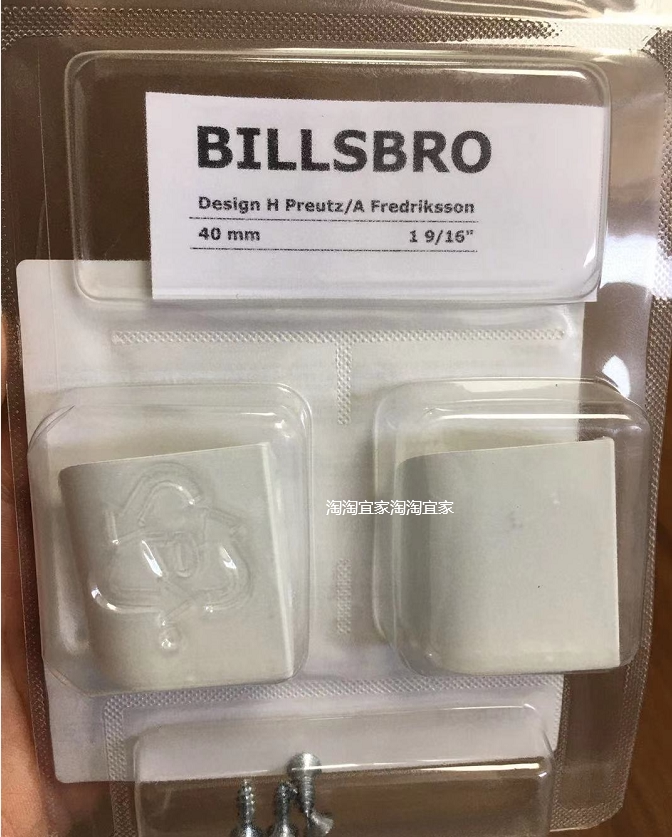 BILLSBRO
Design H Preutz/A Fredriksson
40 mm 1 9/16"
淘淘宜家淘淘宜家